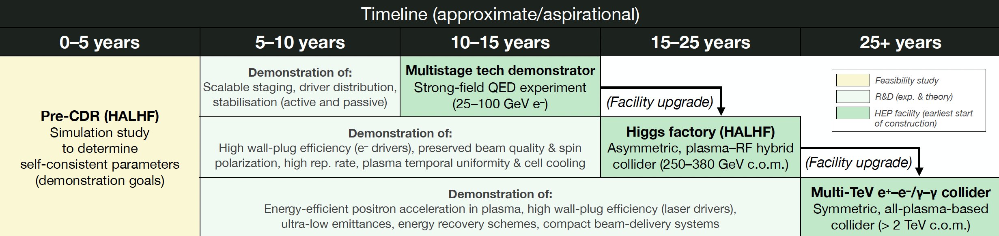 Timeline (approximate/aspirational)
0–5 years
5–10 years
10–15 years
15–25 years
25+ years
Pre-CDR (HALHF)
Simulation study
to determine
self-consistent parameters
(demonstration goals)
Demonstration of:
Scalable staging, driver distribution,
stabilisation (active and passive)
Multistage tech demonstrator
Strong-field QED experiment
(25–100 GeV e⁻)
(Facility upgrade)
Feasibility study
R&D (exp. & theory)
HEP facility (earliest start
of construction)
Demonstration of:
High wall-plug efficiency (e⁻ drivers), preserved beam quality & spin
polarization, high rep. rate, plasma temporal uniformity & cell cooling
Higgs factory (HALHF)
Asymmetric, plasma–RF hybrid
collider (250–380 GeV c.o.m.)
(Facility upgrade)
Demonstration of:
Energy-efficient positron acceleration in plasma, high wall-plug efficiency (laser drivers),
ultra-low emittances, energy recovery schemes, compact beam-delivery systems
Multi-TeV e⁺–e⁻/γ–γ collider
Symmetric, all-plasma-based
collider (> 2 TeV c.o.m.)